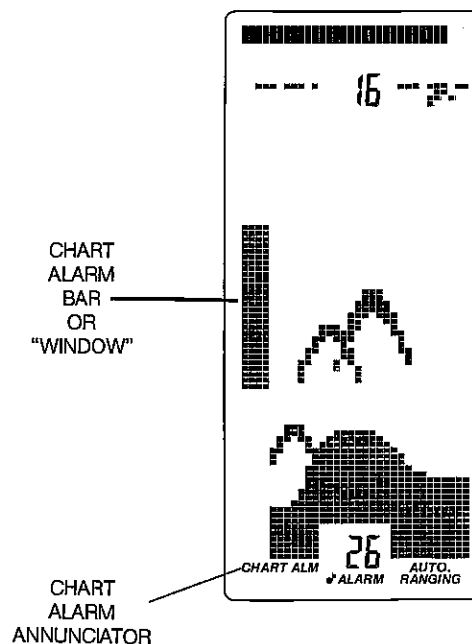 16
CHART
ALARM
BAR
OR
"WINDOW"
26
CHART ALM
♪ ALARM
AUTO.
RANGING
CHART
ALARM
ANNUNCIATOR